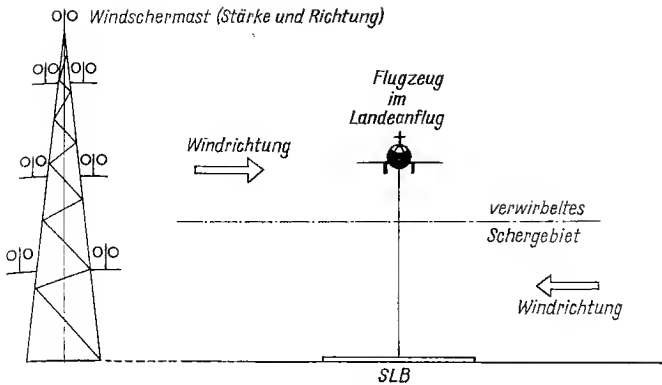 Windschermast (Stärke und Richtung)
Flugzeug
im
Landeanflug
Windrichtung
verwirbeltes
Schergebiet
Windrichtung
SLB